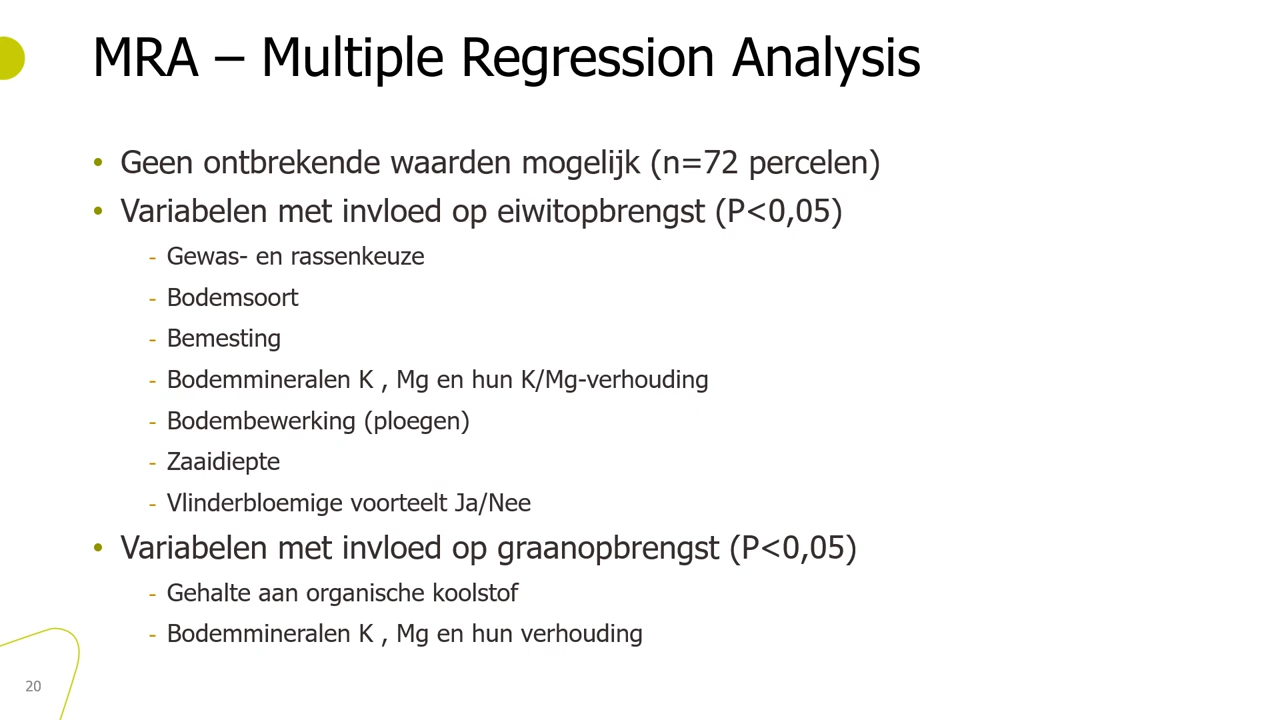 MRA – Multiple Regression Analysis
• Geen ontbrekende waarden mogelijk (n=72 percelen)
• Variabelen met invloed op eiwitopbrengst (P<0,05)
- Gewas- en rassenkeuze
- Bodemsoort
- Bemesting
- Bodemmineralen K , Mg en hun K/Mg-verhouding
- Bodembewerking (ploegen)
- Zaaidiepte
- Vlinderbloemige voorteelt Ja/Nee
• Variabelen met invloed op graanopbrengst (P<0,05)
- Gehalte aan organische koolstof
- Bodemmineralen K , Mg en hun verhouding
20